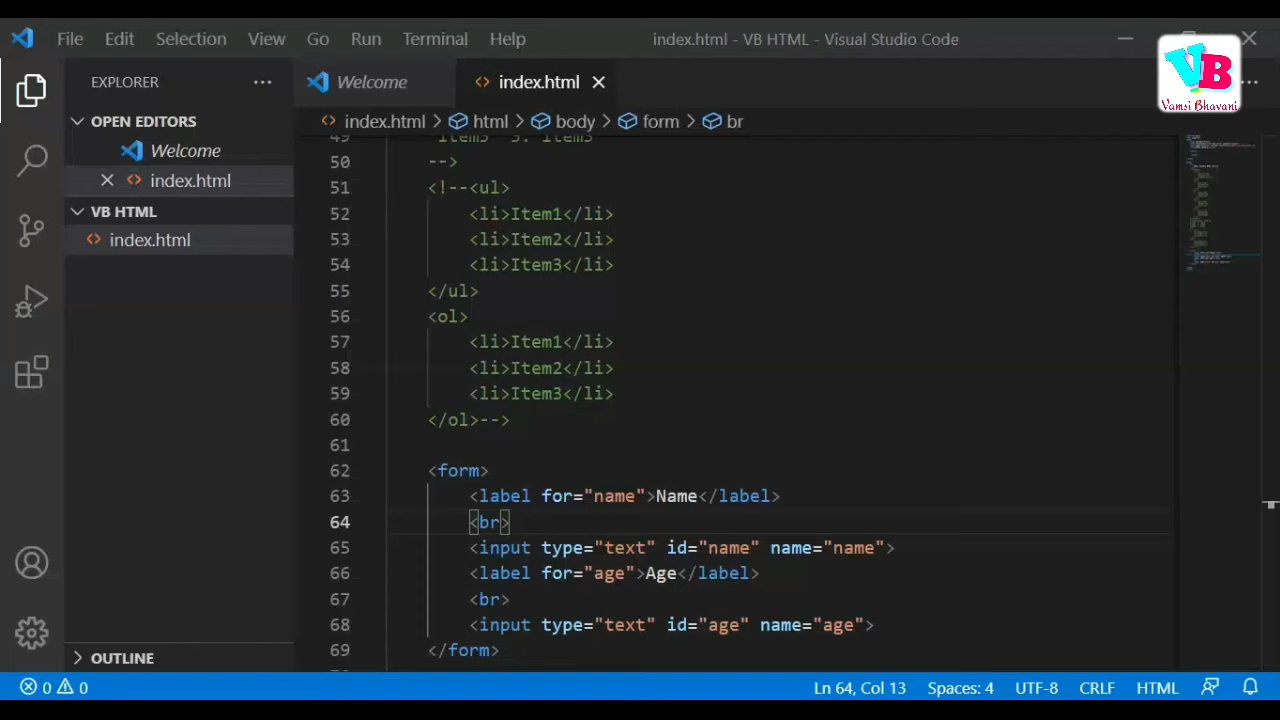 File Edit Selection View Go Run Terminal Help
index.html - VB HTML - Visual Studio Code
VB
Vamsi Bhavani
EXPLORER
OPEN EDITORS
Welcome
index.html
VB HTML
index.html
OUTLINE
Welcome
index.html
index.html > html > body > form > br
49 Item3 3. Item3
50 -->
51 <!--<ul>
52 <li>Item1</li>
53 <li>Item2</li>
54 <li>Item3</li>
55 </ul>
56 <ol>
57 <li>Item1</li>
58 <li>Item2</li>
59 <li>Item3</li>
60 </ol>-->
61
62 <form>
63 <label for="name">Name</label>
64 <br>
65 <input type="text" id="name" name="name">
66 <label for="age">Age</label>
67 <br>
68 <input type="text" id="age" name="age">
69 </form>
0 0 Ln 64, Col 13 Spaces: 4 UTF-8 CRLF HTML